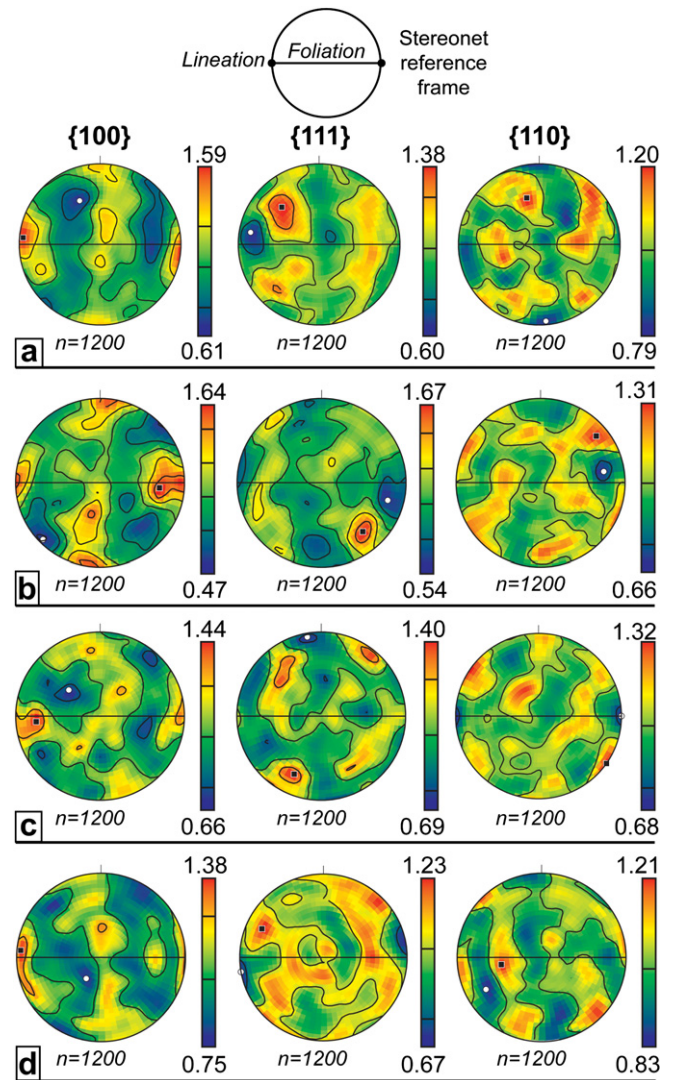 Lineation
Foliation
Stereonet
reference
frame
{100} {111} {110}
1.59 1.38 1.20
a n=1200 0.61 n=1200 0.60 n=1200 0.79
1.64 1.67 1.31
b n=1200 0.47 n=1200 0.54 n=1200 0.66
1.44 1.40 1.32
c n=1200 0.66 n=1200 0.69 n=1200 0.68
1.38 1.23 1.21
d n=1200 0.75 n=1200 0.67 n=1200 0.83